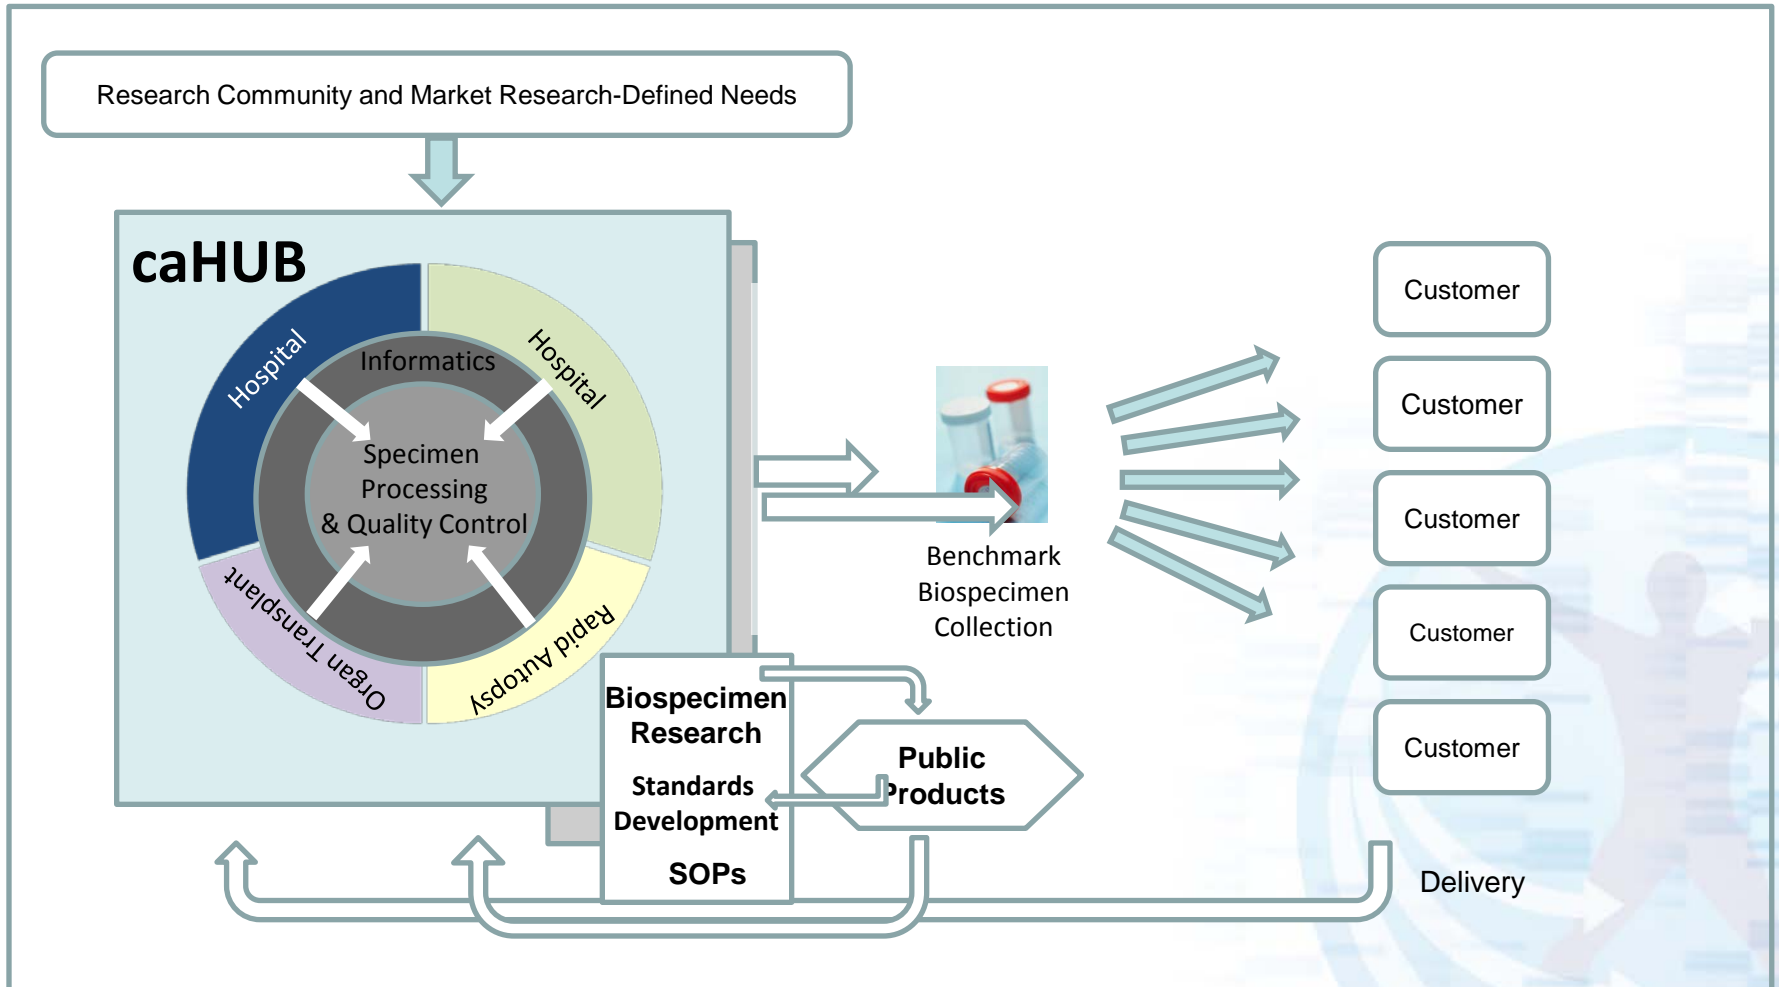 Research Community and Market Research-Defined Needs
caHUB
Hospital
Hospital
Informatics
Specimen
Processing
& Quality Control
Organ Transplant
Rapid Autopsy
Benchmark
Biospecimen
Collection
Customer
Customer
Customer
Customer
Customer
Biospecimen
Research
Standards
Development
SOPs
Public
Products
Delivery